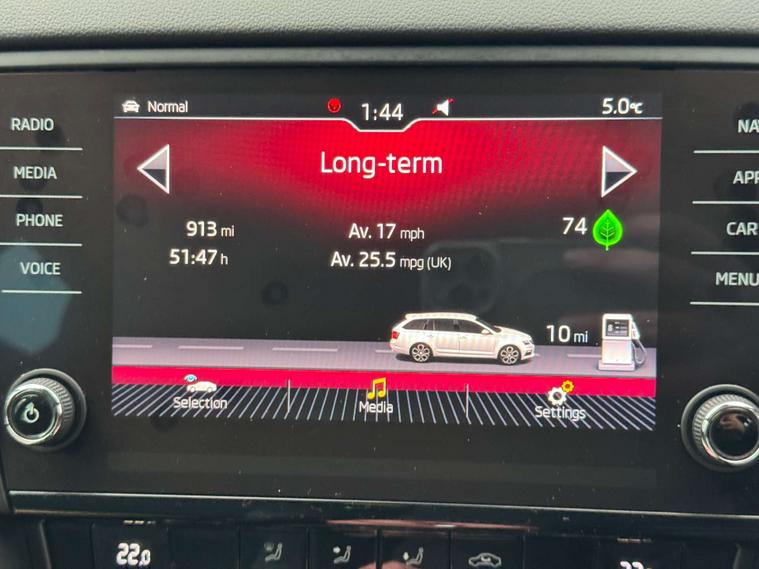 RADIO
MEDIA
PHONE
VOICE
Normal
1:44
5.0°C
Long-term
913 mi
51:47 h
Av. 17 mph
Av. 25.5 mpg (UK)
74
10 mi
Selection
Media
Settings
NA
APP
CAR
MENU
22.0